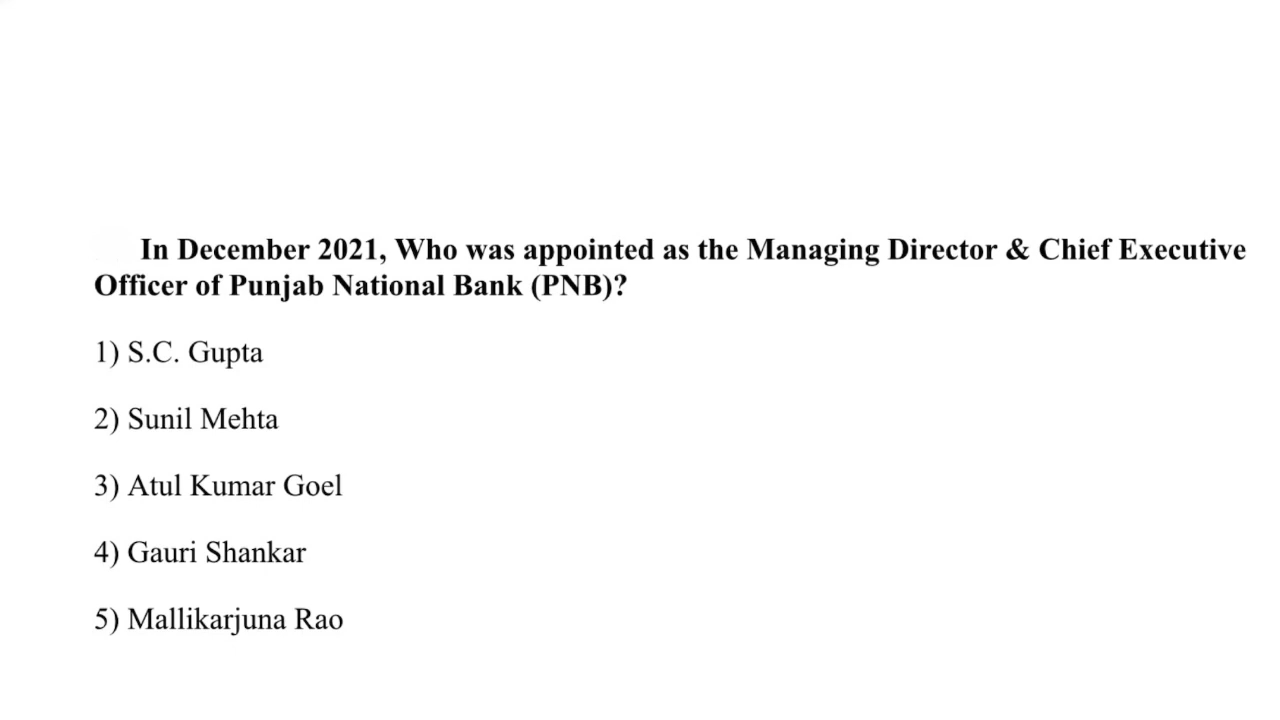 In December 2021, Who was appointed as the Managing Director & Chief Executive
Officer of Punjab National Bank (PNB)?
1) S.C. Gupta
2) Sunil Mehta
3) Atul Kumar Goel
4) Gauri Shankar
5) Mallikarjuna Rao